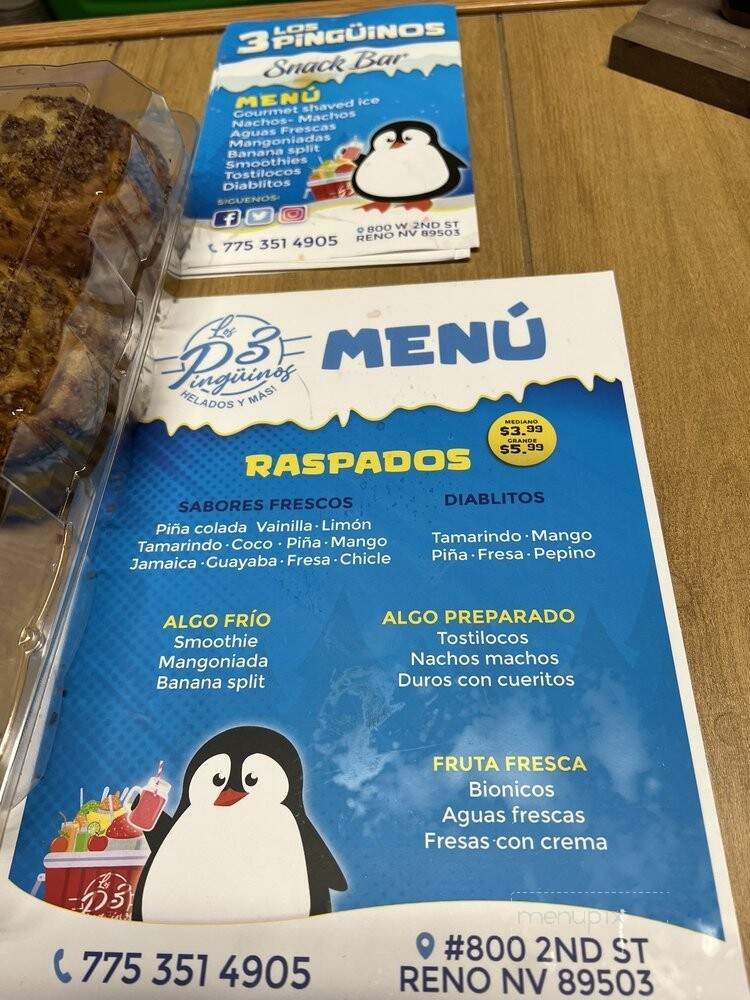 LOS
3 PINGÜINOS
Snack Bar
MENÚ
Gourmet shaved ice
Nachos- Machos
Aguas Frescas
Mangoniadas
Banana split
Smoothies
Tostilocos
Diablitos
SIGUENOS:
775 351 4905
800 W 2ND ST
RENO NV 89503
Los P3
Pingüinos
HELADOS Y MAS!
MENÚ
MEDIANO
$3.99
GRANDE
$5.99
RASPADOS
SABORES FRESCOS
Piña colada Vainilla · Limón
Tamarindo · Coco · Piña · Mango
Jamaica · Guayaba · Fresa · Chicle
DIABLITOS
Tamarindo · Mango
Piña · Fresa · Pepino
ALGO FRÍO
Smoothie
Mangoniada
Banana split
ALGO PREPARADO
Tostilocos
Nachos machos
Duros con cueritos
FRUTA FRESCA
Bionicos
Aguas frescas
Fresas con crema
Los P3
menupix
775 351 4905
#800 2ND ST
RENO NV 89503